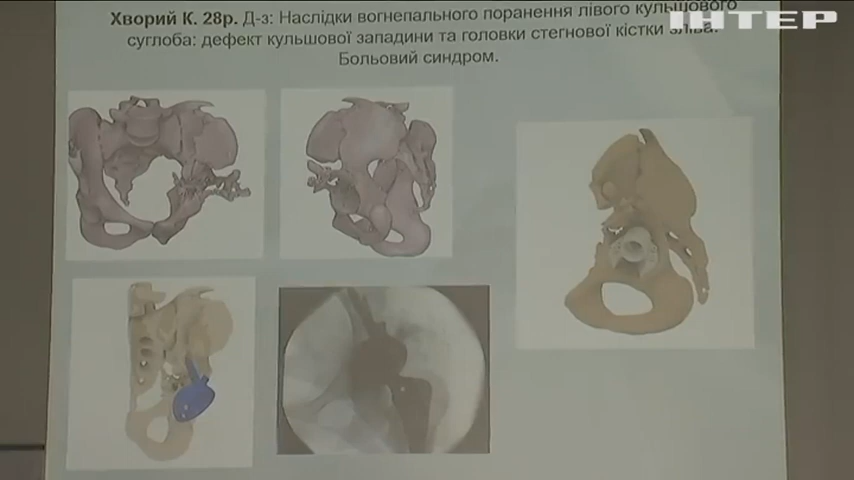 Хворий К. 28р. Д-з: Наслідки вогнепального поранення лівого кульшового
ІНТЕР
суглоба: дефект кульшової западини та головки стегнової кістки зліва.
Больовий синдром.